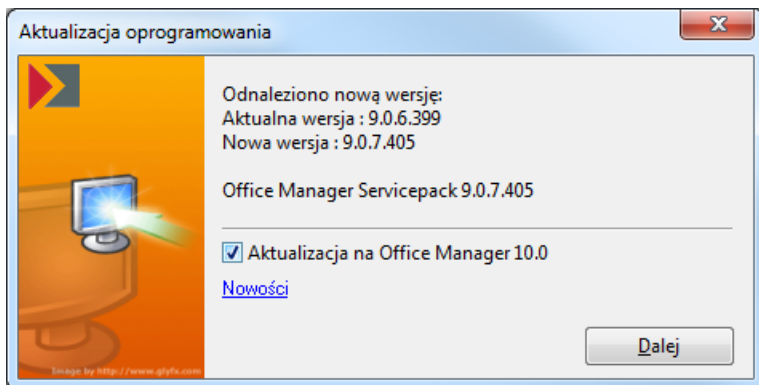 Aktualizacja oprogramowania
Odnaleziono nową wersję:
Aktualna wersja : 9.0.6.399
Nowa wersja : 9.0.7.405
Office Manager Servicepack 9.0.7.405
Aktualizacja na Office Manager 10.0
Nowości
Dalej
Image by http://www.glyfx.com